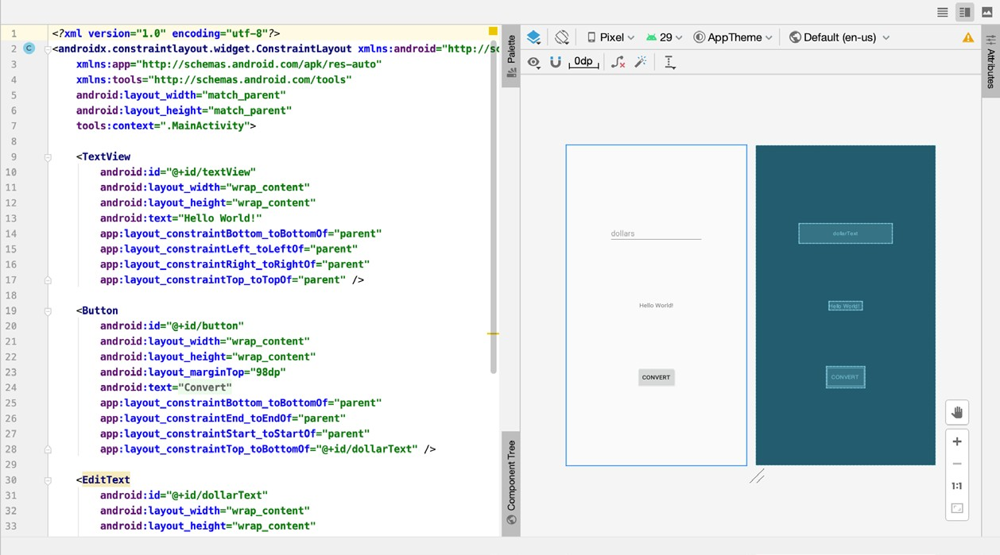 Pixel 29 AppTheme Default (en-us)
0dp
Palette
Attributes
1 <?xml version="1.0" encoding="utf-8"?>
2 C <androidx.constraintlayout.widget.ConstraintLayout xmlns:android="http://sc
3 xmlns:app="http://schemas.android.com/apk/res-auto"
4 xmlns:tools="http://schemas.android.com/tools"
5 android:layout_width="match_parent"
6 android:layout_height="match_parent"
7 tools:context=".MainActivity">
8
9 <TextView
10 android:id="@+id/textView"
11 android:layout_width="wrap_content"
12 android:layout_height="wrap_content"
13 android:text="Hello World!"
14 app:layout_constraintBottom_toBottomOf="parent"
15 app:layout_constraintLeft_toLeftOf="parent"
16 app:layout_constraintRight_toRightOf="parent"
17 app:layout_constraintTop_toTopOf="parent" />
18
19 <Button
20 android:id="@+id/button"
21 android:layout_width="wrap_content"
22 android:layout_height="wrap_content"
23 android:layout_marginTop="98dp"
24 android:text="Convert"
25 app:layout_constraintBottom_toBottomOf="parent"
26 app:layout_constraintEnd_toEndOf="parent"
27 app:layout_constraintStart_toStartOf="parent"
28 app:layout_constraintTop_toBottomOf="@+id/dollarText" />
29
30 <EditText
31 android:id="@+id/dollarText"
32 android:layout_width="wrap_content"
33 android:layout_height="wrap_content"
Component Tree
dollars
Hello World!
CONVERT
dollarText
Hello World!
CONVERT
1:1